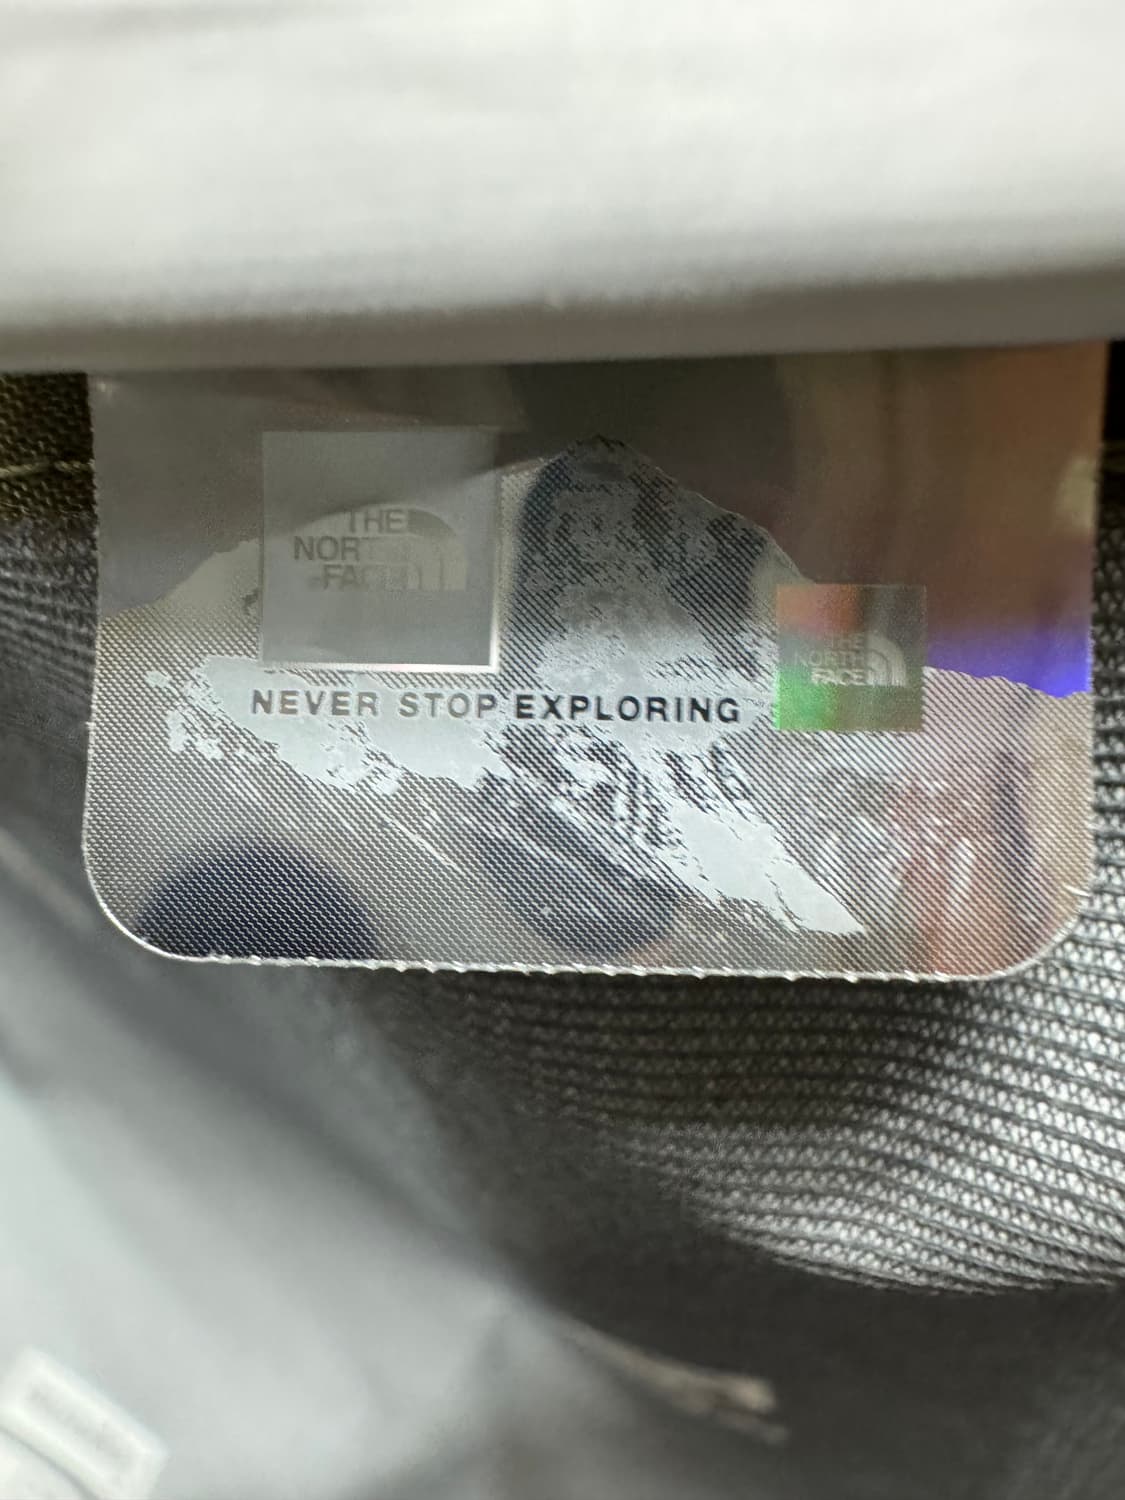 THE
NORTH
FACE
NEVER STOP EXPLORING
THE
NORTH
FACE